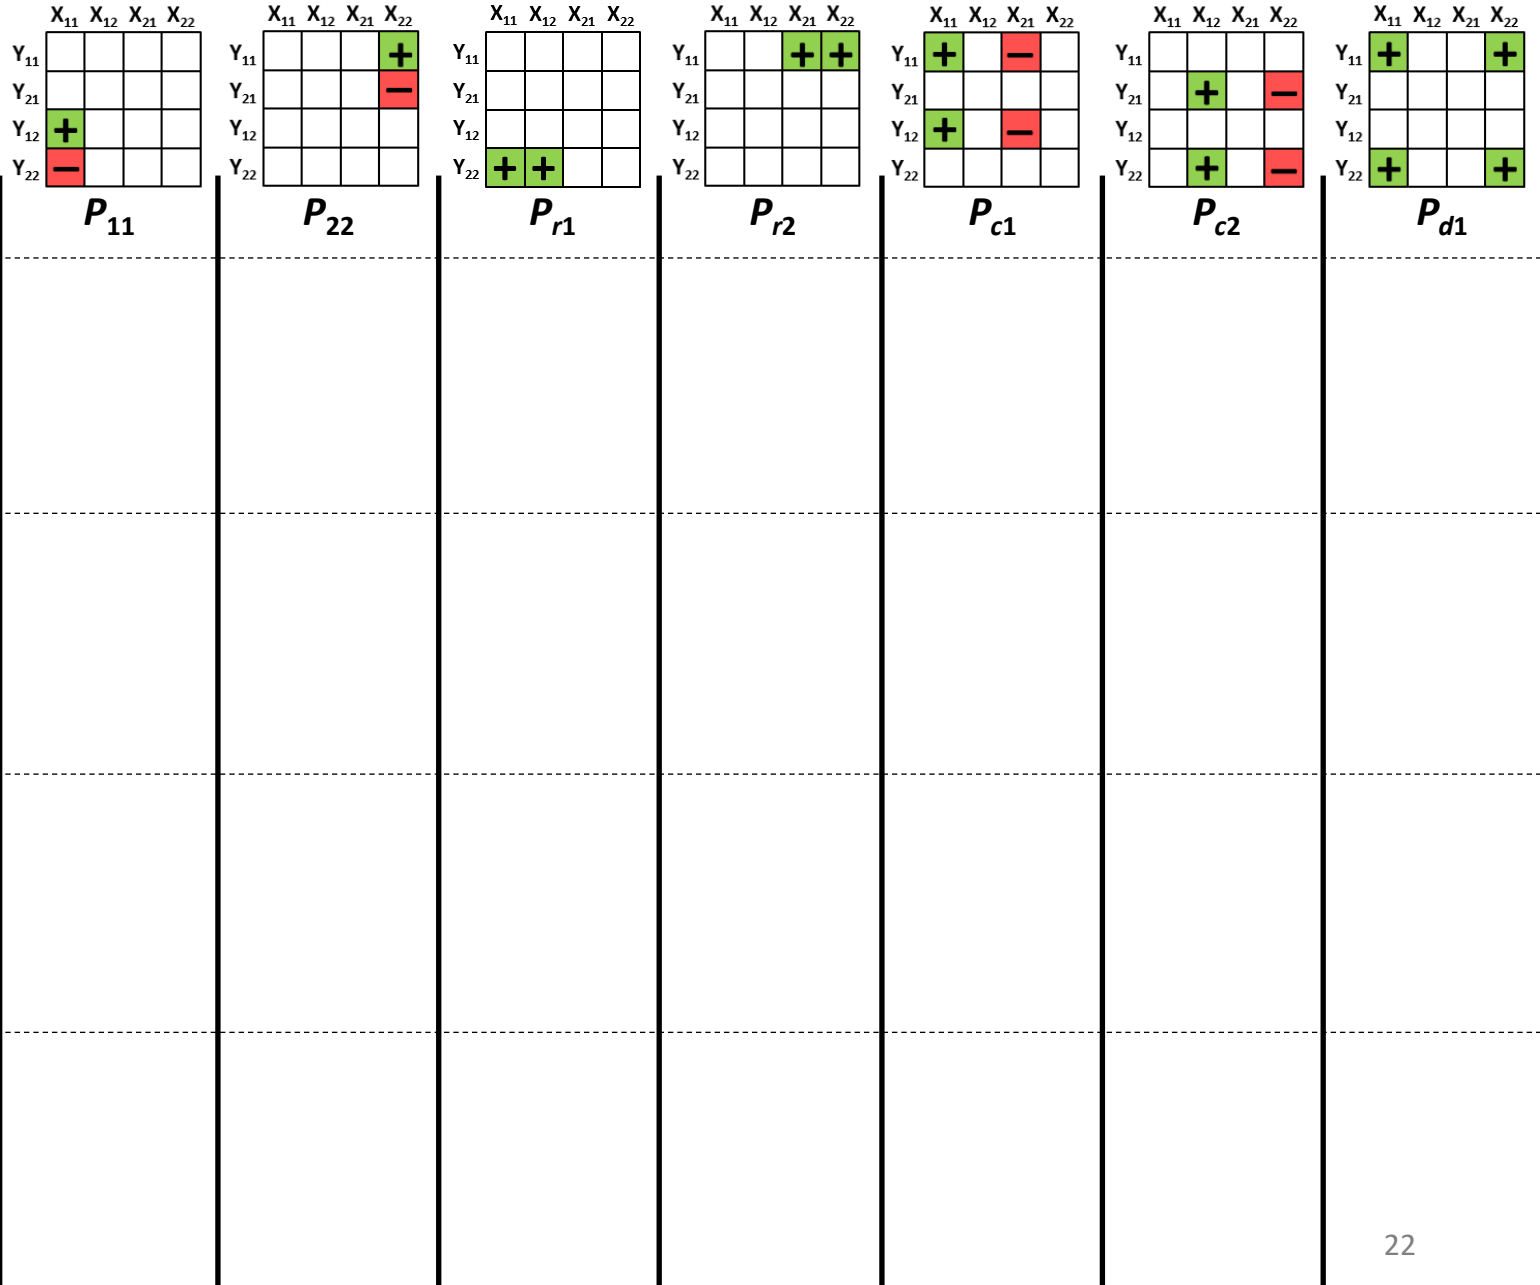 X₁₁ X₁₂ X₂₁ X₂₂ X₁₁ X₁₂ X₂₁ X₂₂ X₁₁ X₁₂ X₂₁ X₂₂ X₁₁ X₁₂ X₂₁ X₂₂ X₁₁ X₁₂ X₂₁ X₂₂ X₁₁ X₁₂ X₂₁ X₂₂ X₁₁ X₁₂ X₂₁ X₂₂
Y₁₁ Y₁₁ + Y₁₁ Y₁₁ + + Y₁₁ + − Y₁₁ Y₁₁ + +
Y₂₁ Y₂₁ − Y₂₁ Y₂₁ Y₂₁ Y₂₁ + − Y₂₁
Y₁₂ + Y₁₂ Y₁₂ Y₁₂ Y₁₂ + − Y₁₂ Y₁₂
Y₂₂ − Y₂₂ Y₂₂ + + Y₂₂ Y₂₂ Y₂₂ + − Y₂₂ + +
P₁₁ P₂₂ Pr1 Pr2 Pc1 Pc2 Pd1
22